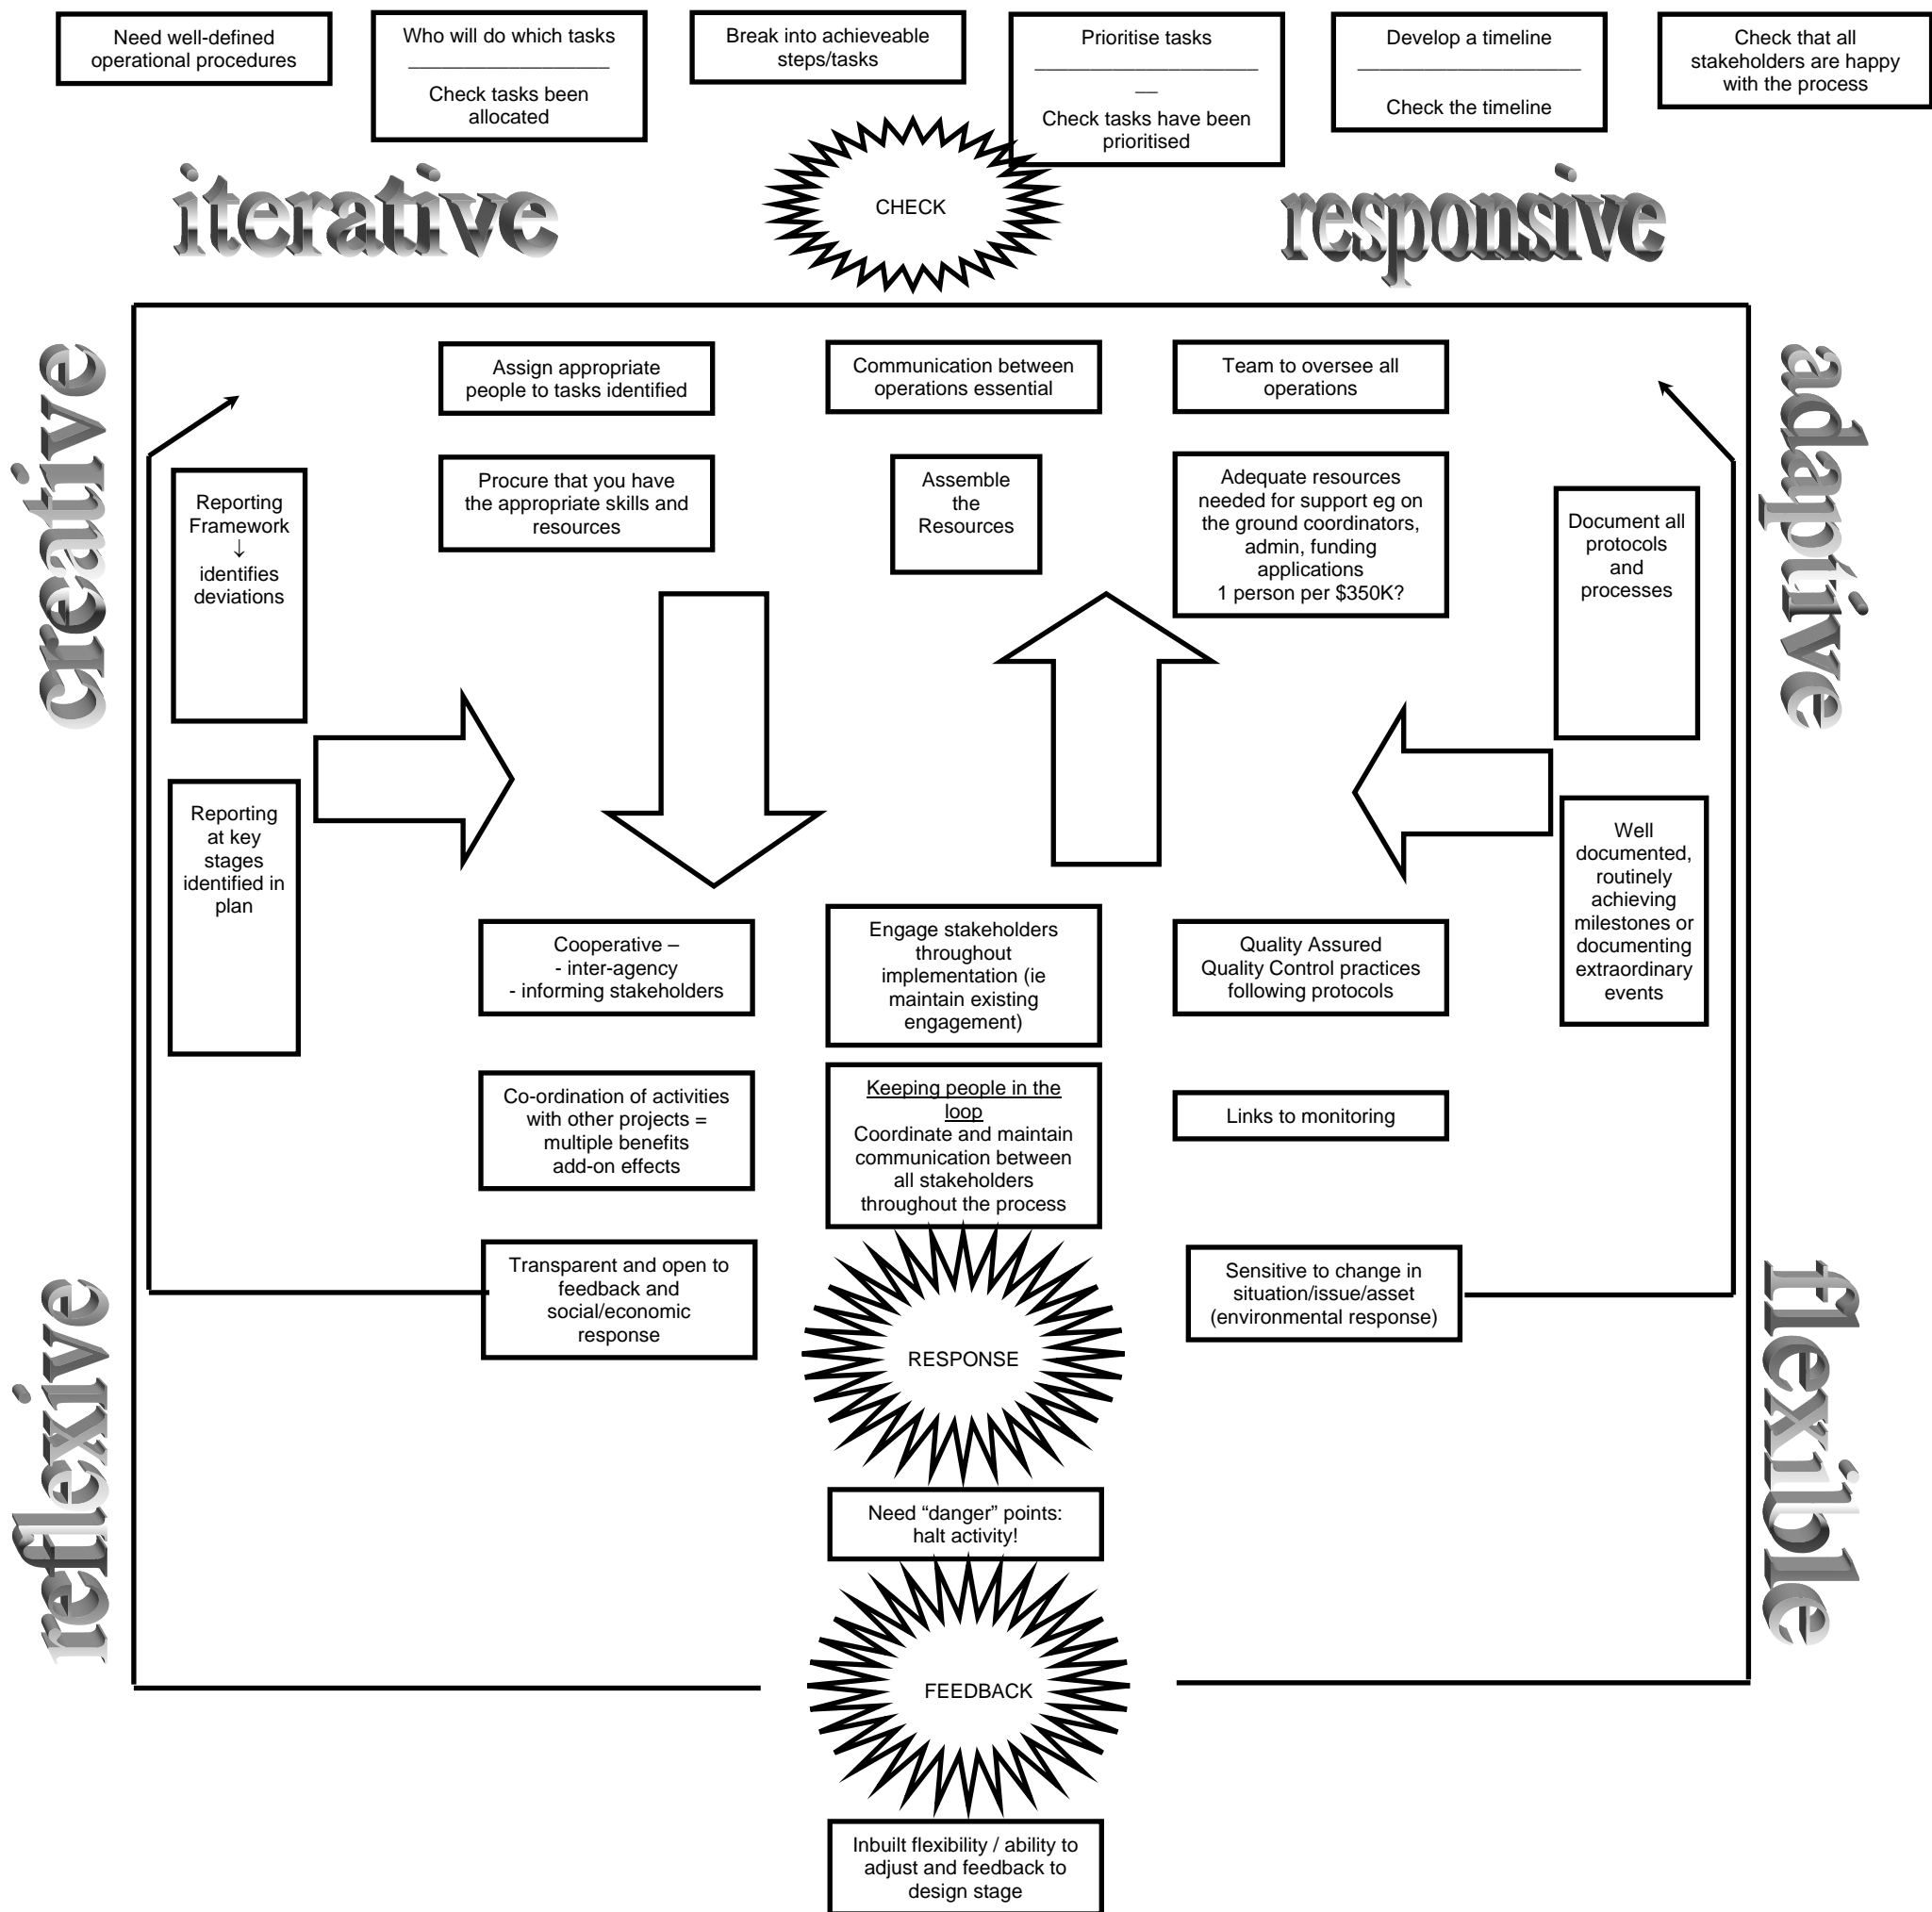 Need well-defined
operational procedures
Who will do which tasks
__________________
Check tasks been
allocated
Break into achieveable
steps/tasks
Prioritise tasks
____________________
__
Check tasks have been
prioritised
Develop a timeline
____________________
Check the timeline
Check that all
stakeholders are happy
with the process
iterative
CHECK
responsive
creative
adaptive
Assign appropriate
people to tasks identified
Communication between
operations essential
Team to oversee all
operations
Reporting
Framework
↓
identifies
deviations
Procure that you have
the appropriate skills and
resources
Assemble
the
Resources
Adequate resources
needed for support eg on
the ground coordinators,
admin, funding
applications
1 person per $350K?
Document all
protocols
and
processes
Reporting
at key
stages
identified in
plan
Well
documented,
routinely
achieving
milestones or
documenting
extraordinary
events
Cooperative –
- inter-agency
- informing stakeholders
Engage stakeholders
throughout
implementation (ie
maintain existing
engagement)
Quality Assured
Quality Control practices
following protocols
Co-ordination of activities
with other projects =
multiple benefits
add-on effects
Keeping people in the
loop
Coordinate and maintain
communication between
all stakeholders
throughout the process
Links to monitoring
Transparent and open to
feedback and
social/economic
response
Sensitive to change in
situation/issue/asset
(environmental response)
reflexive
RESPONSE
flexible
Need “danger” points:
halt activity!
FEEDBACK
Inbuilt flexibility / ability to
adjust and feedback to
design stage